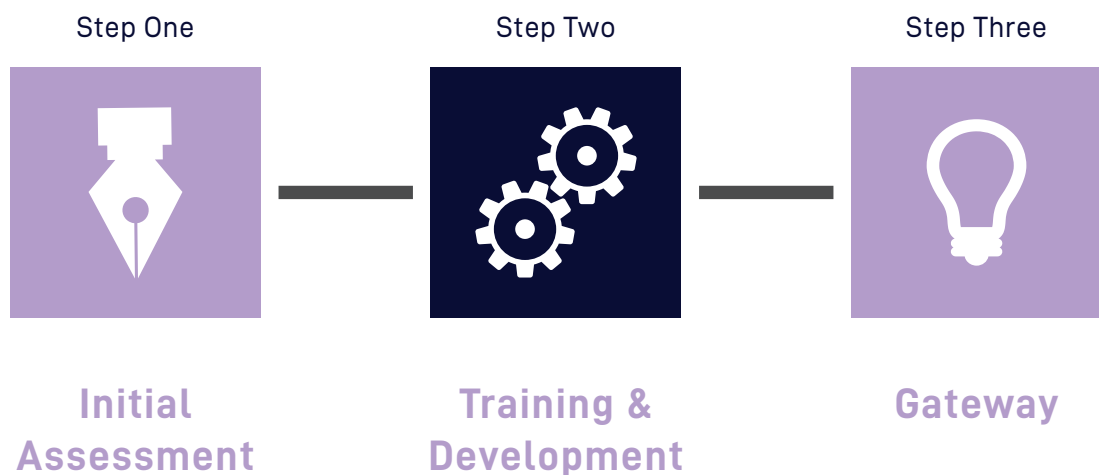 Step One
Step Two
Step Three
Initial
Assessment
Training &
Development
Gateway